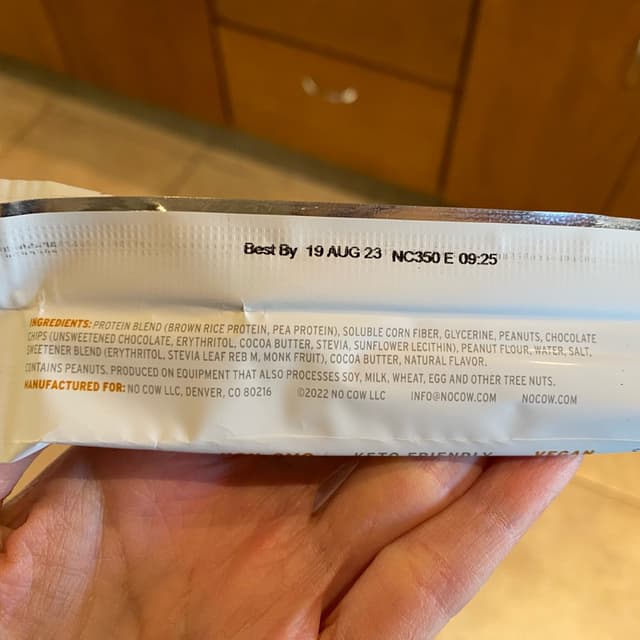 Best By 19 AUG 23 NC350 E 09:25
INGREDIENTS: PROTEIN BLEND (BROWN RICE PROTEIN, PEA PROTEIN), SOLUBLE CORN FIBER, GLYCERINE, PEANUTS, CHOCOLATE
CHIPS (UNSWEETENED CHOCOLATE, ERYTHRITOL, COCOA BUTTER, STEVIA, SUNFLOWER LECITHIN), PEANUT FLOUR, WATER, SALT,
SWEETENER BLEND (ERYTHRITOL, STEVIA LEAF REB M, MONK FRUIT), COCOA BUTTER, NATURAL FLAVOR.
CONTAINS PEANUTS. PRODUCED ON EQUIPMENT THAT ALSO PROCESSES SOY, MILK, WHEAT, EGG AND OTHER TREE NUTS.
MANUFACTURED FOR: NO COW LLC, DENVER, CO 80216 ©2022 NO COW LLC INFO@NOCOW.COM NOCOW.COM
KETO FRIENDLY VEGAN